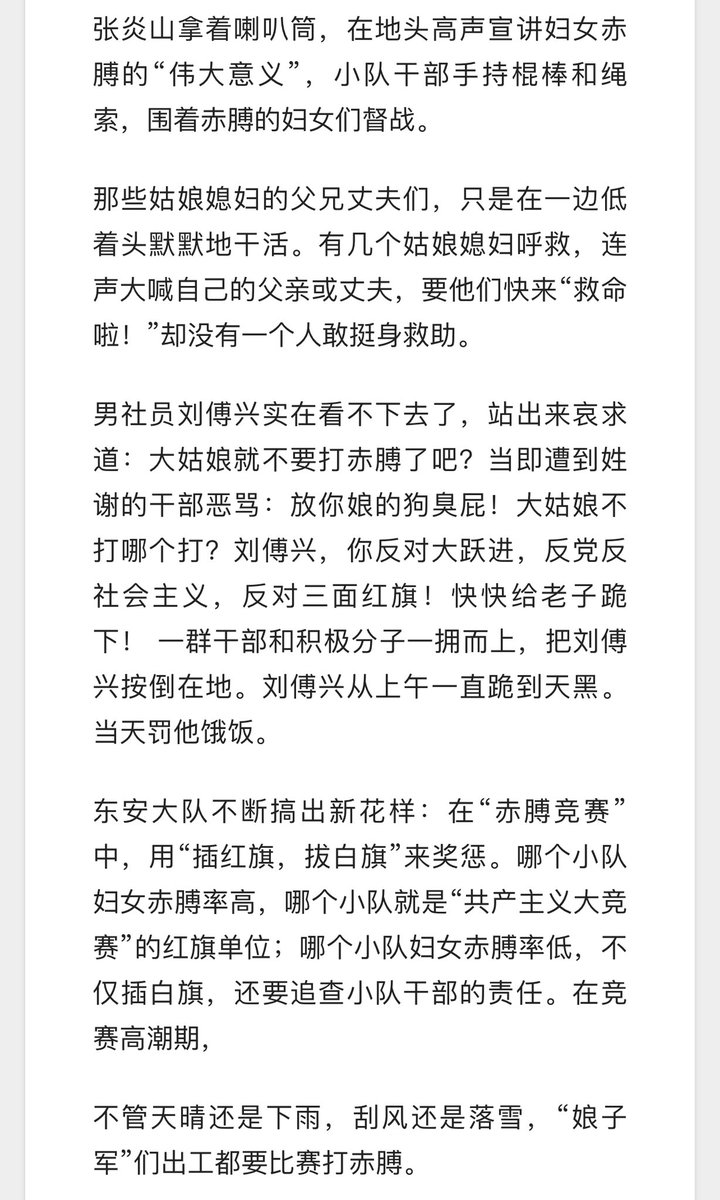 张炎山拿着喇叭筒，在地头高声宣讲妇女赤
膊的“伟大意义”，小队干部手持棍棒和绳
索，围着赤膊的妇女们督战。
那些姑娘媳妇的父兄丈夫们，只是在一边低
着头默默地干活。有几个姑娘媳妇呼救，连
声大喊自己的父亲或丈夫，要他们快来“救命
啦！”却没有一个人敢挺身救助。
男社员刘傅兴实在看不下去了，站出来哀求
道：大姑娘就不要打赤膊了吧？当即遭到姓
谢的干部恶骂：放你娘的狗臭屁！大姑娘不
打哪个打？刘傅兴，你反对大跃进，反党反
社会主义，反对三面红旗！快快给老子跪
下！ 一群干部和积极分子一拥而上，把刘傅
兴按倒在地。刘傅兴从上午一直跪到天黑。
当天罚他饿饭。
东安大队不断搞出新花样：在“赤膊竞赛”
中，用“插红旗，拔白旗”来奖惩。哪个小队
妇女赤膊率高，哪个小队就是“共产主义大竞
赛”的红旗单位；哪个小队妇女赤膊率低，不
仅插白旗，还要追查小队干部的责任。在竞
赛高潮期，
不管天晴还是下雨，刮风还是落雪，“娘子
军”们出工都要比赛打赤膊。